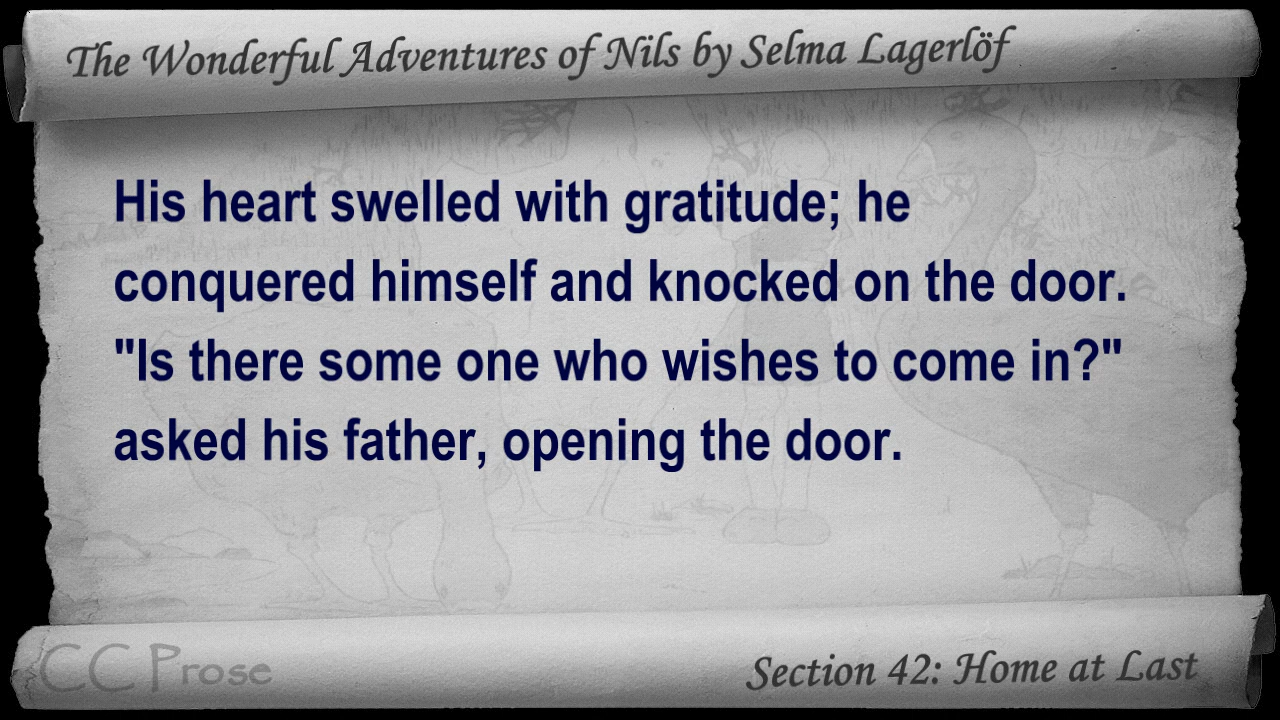 The Wonderful Adventures of Nils by Selma Lagerlöf
His heart swelled with gratitude; he
conquered himself and knocked on the door.
"Is there some one who wishes to come in?"
asked his father, opening the door.
CC Prose
Section 42: Home at Last